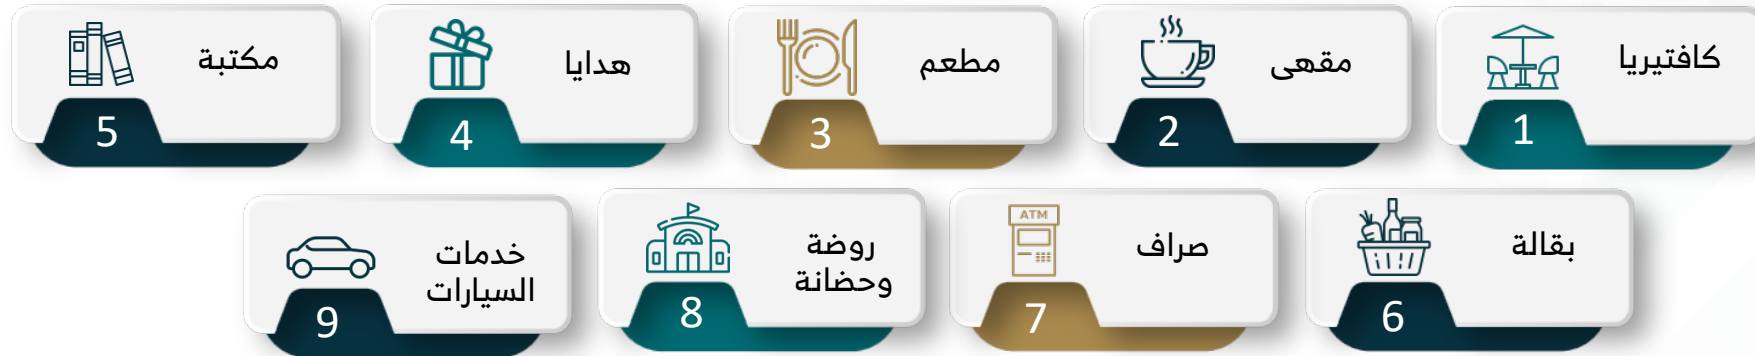 كافتيريا
1
مقهى
2
مطعم
3
هدايا
4
مكتبة
5
بقالة
6
ATM
صراف
7
روضة
وحضانة
8
خدمات
السيارات
9